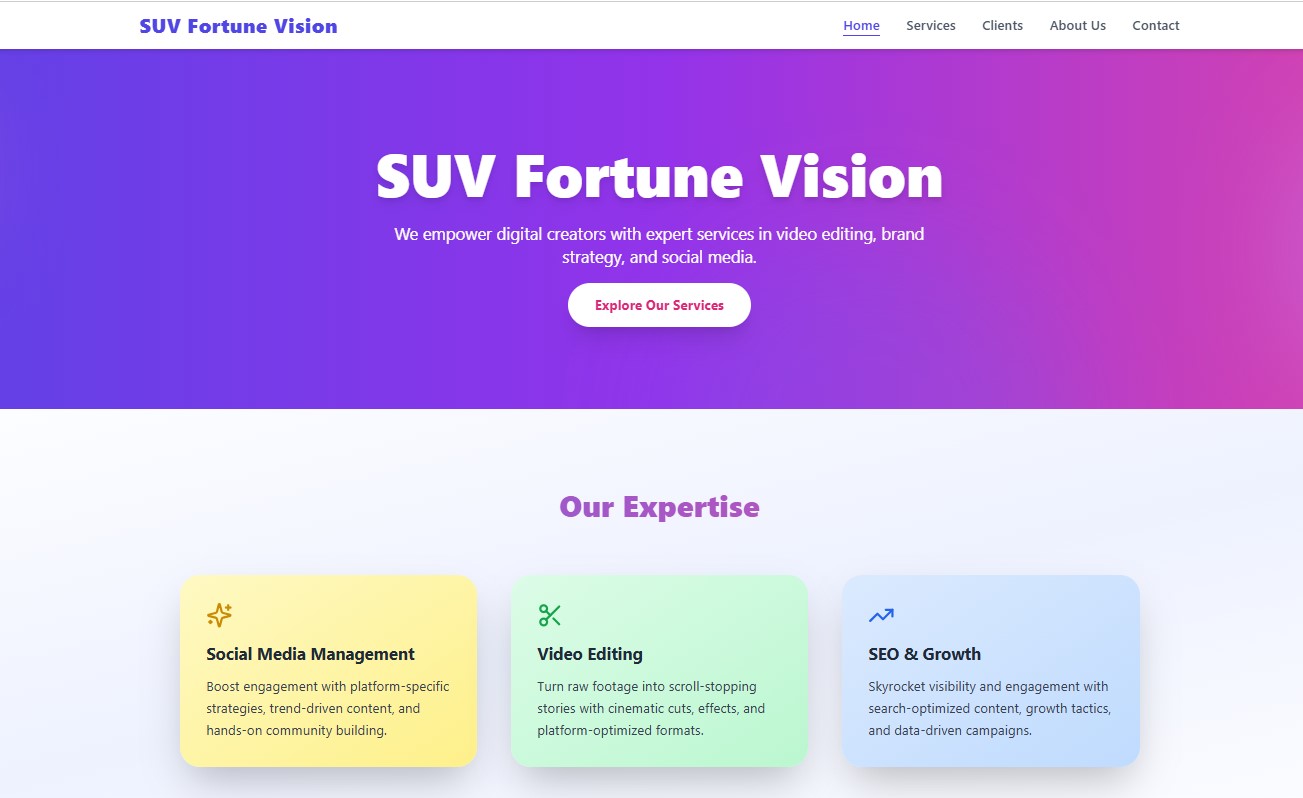 SUV Fortune Vision
Home Services Clients About Us Contact
SUV Fortune Vision
We empower digital creators with expert services in video editing, brand
strategy, and social media.
Explore Our Services
Our Expertise
Social Media Management
Boost engagement with platform-specific
strategies, trend-driven content, and
hands-on community building.
Video Editing
Turn raw footage into scroll-stopping
stories with cinematic cuts, effects, and
platform-optimized formats.
SEO & Growth
Skyrocket visibility and engagement with
search-optimized content, growth tactics,
and data-driven campaigns.